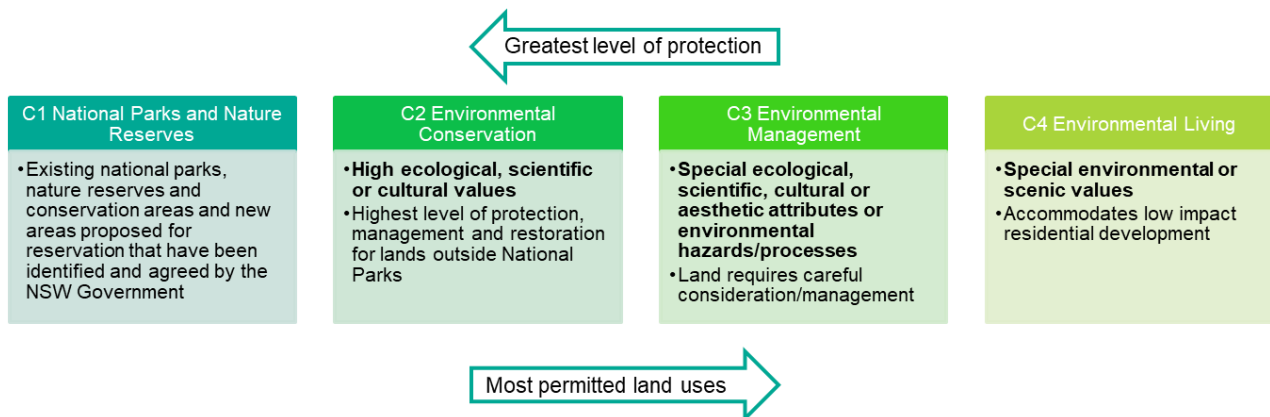 Greatest level of protection
C1 National Parks and Nature
Reserves
•Existing national parks,
nature reserves and
conservation areas and new
areas proposed for
reservation that have been
identified and agreed by the
NSW Government
C2 Environmental
Conservation
•High ecological, scientific
or cultural values
•Highest level of protection,
management and restoration
for lands outside National
Parks
C3 Environmental
Management
•Special ecological,
scientific, cultural or
aesthetic attributes or
environmental
hazards/processes
•Land requires careful
consideration/management
C4 Environmental Living
•Special environmental or
scenic values
•Accommodates low impact
residential development
Most permitted land uses